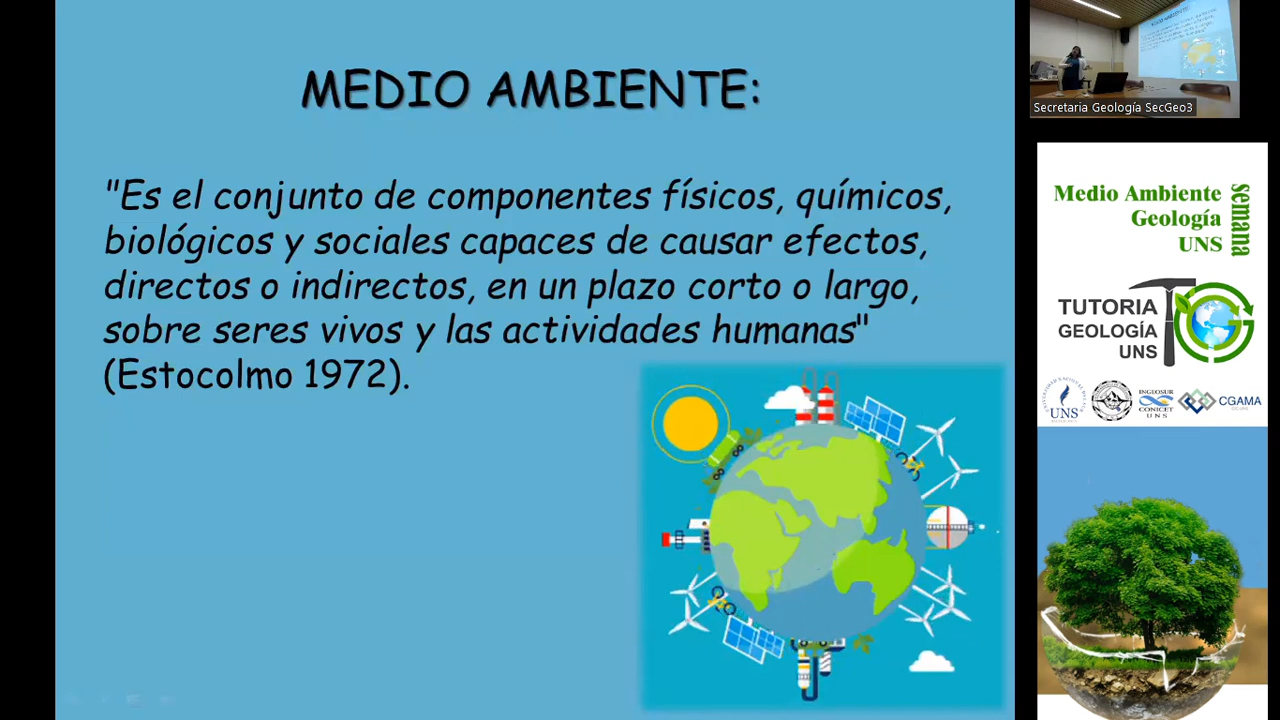 MEDIO AMBIENTE:
"Es el conjunto de componentes físicos, químicos,
biológicos y sociales capaces de causar efectos,
directos o indirectos, en un plazo corto o largo,
sobre seres vivos y las actividades humanas"
(Estocolmo 1972).
Secretaria Geología SecGeo3
Medio Ambiente
Geología
UNS
semana
TUTORIA
GEOLOGÍA
UNS
UNS
INGEOSUR
CONICET
UNS
CGAMA